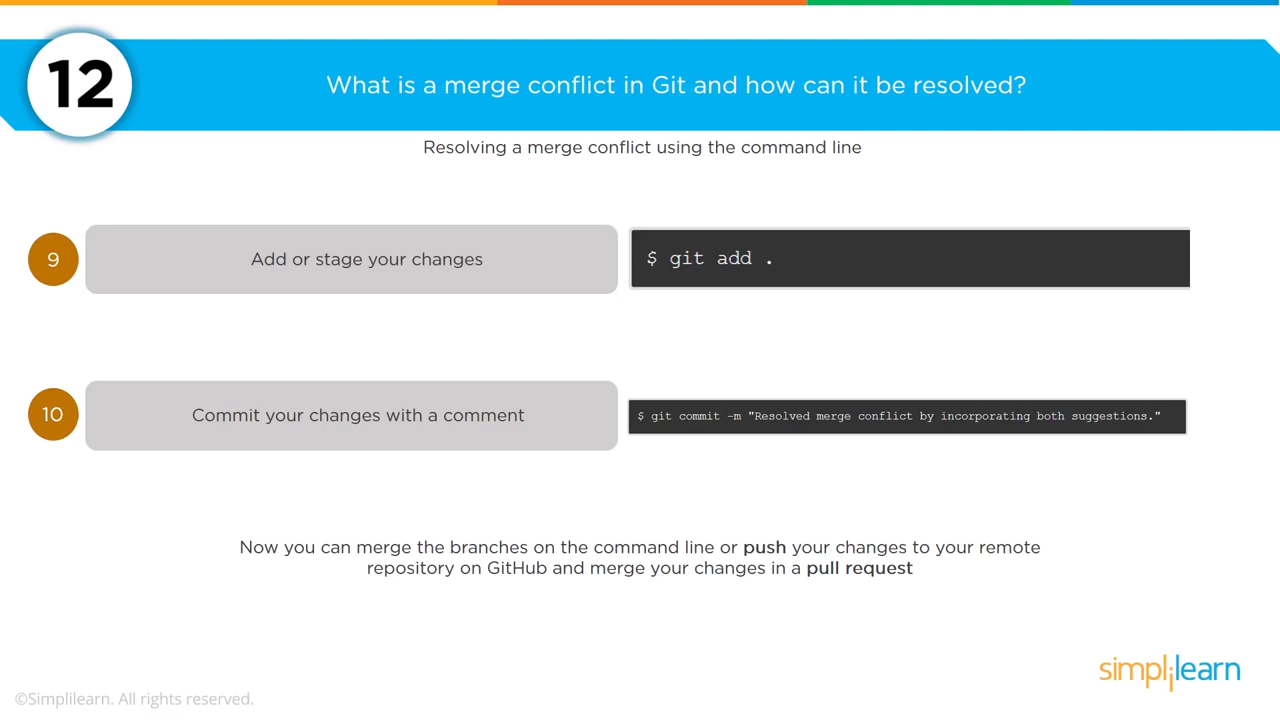 12
What is a merge conflict in Git and how can it be resolved?
Resolving a merge conflict using the command line
9
Add or stage your changes
$ git add .
10
Commit your changes with a comment
$ git commit -m "Resolved merge conflict by incorporating both suggestions."
Now you can merge the branches on the command line or push your changes to your remote
repository on GitHub and merge your changes in a pull request
simplilearn
©Simplilearn. All rights reserved.